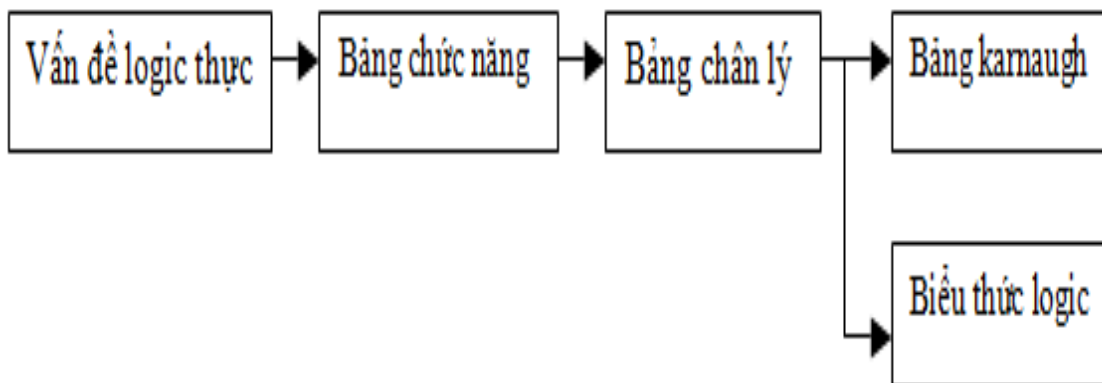 Vấn đề logic thực
Bảng chức năng
Bảng chân lý
Bảng karnaugh
Biểu thức logic